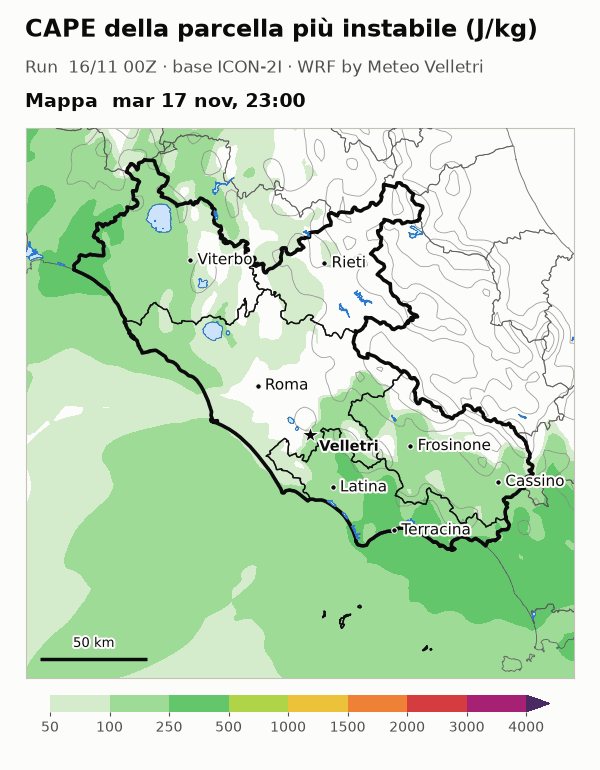 CAPE della parcella più instabile (J/kg)
Run 16/11 00Z · base ICON-2I · WRF by Meteo Velletri
Mappa mar 17 nov, 23:00
Viterbo
Rieti
Roma
Velletri
Frosinone
Latina
Cassino
Terracina
50 km
50 100 250 500 1000 1500 2000 3000 4000